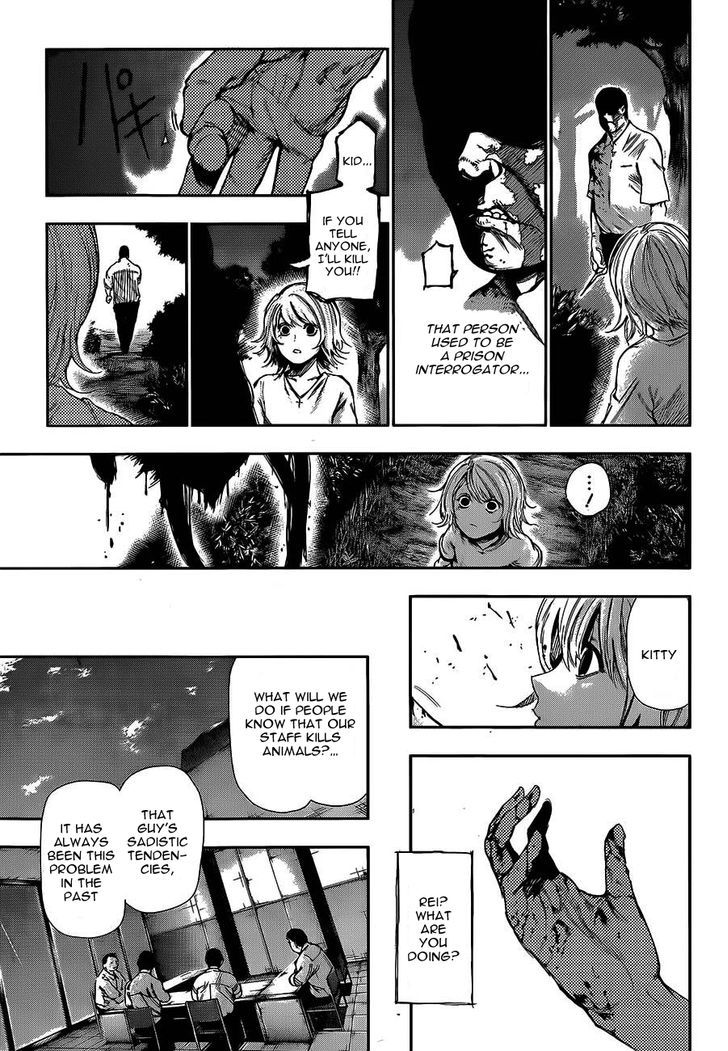 THAT PERSON
USED TO BE
A PRISON
INTERROGATOR...
パキ
KID...
IF YOU
TELL
ANYONE,
I'LL KILL
YOU!!
...!
KITTY
REI?
WHAT
ARE
YOU
DOING?
WHAT WILL WE
DO IF PEOPLE
KNOW THAT OUR
STAFF KILLS
ANIMALS?...
THAT
GUY'S
SADISTIC
TENDEN-
CIES,
IT HAS
ALWAYS
BEEN THIS
PROBLEM
IN THE
PAST